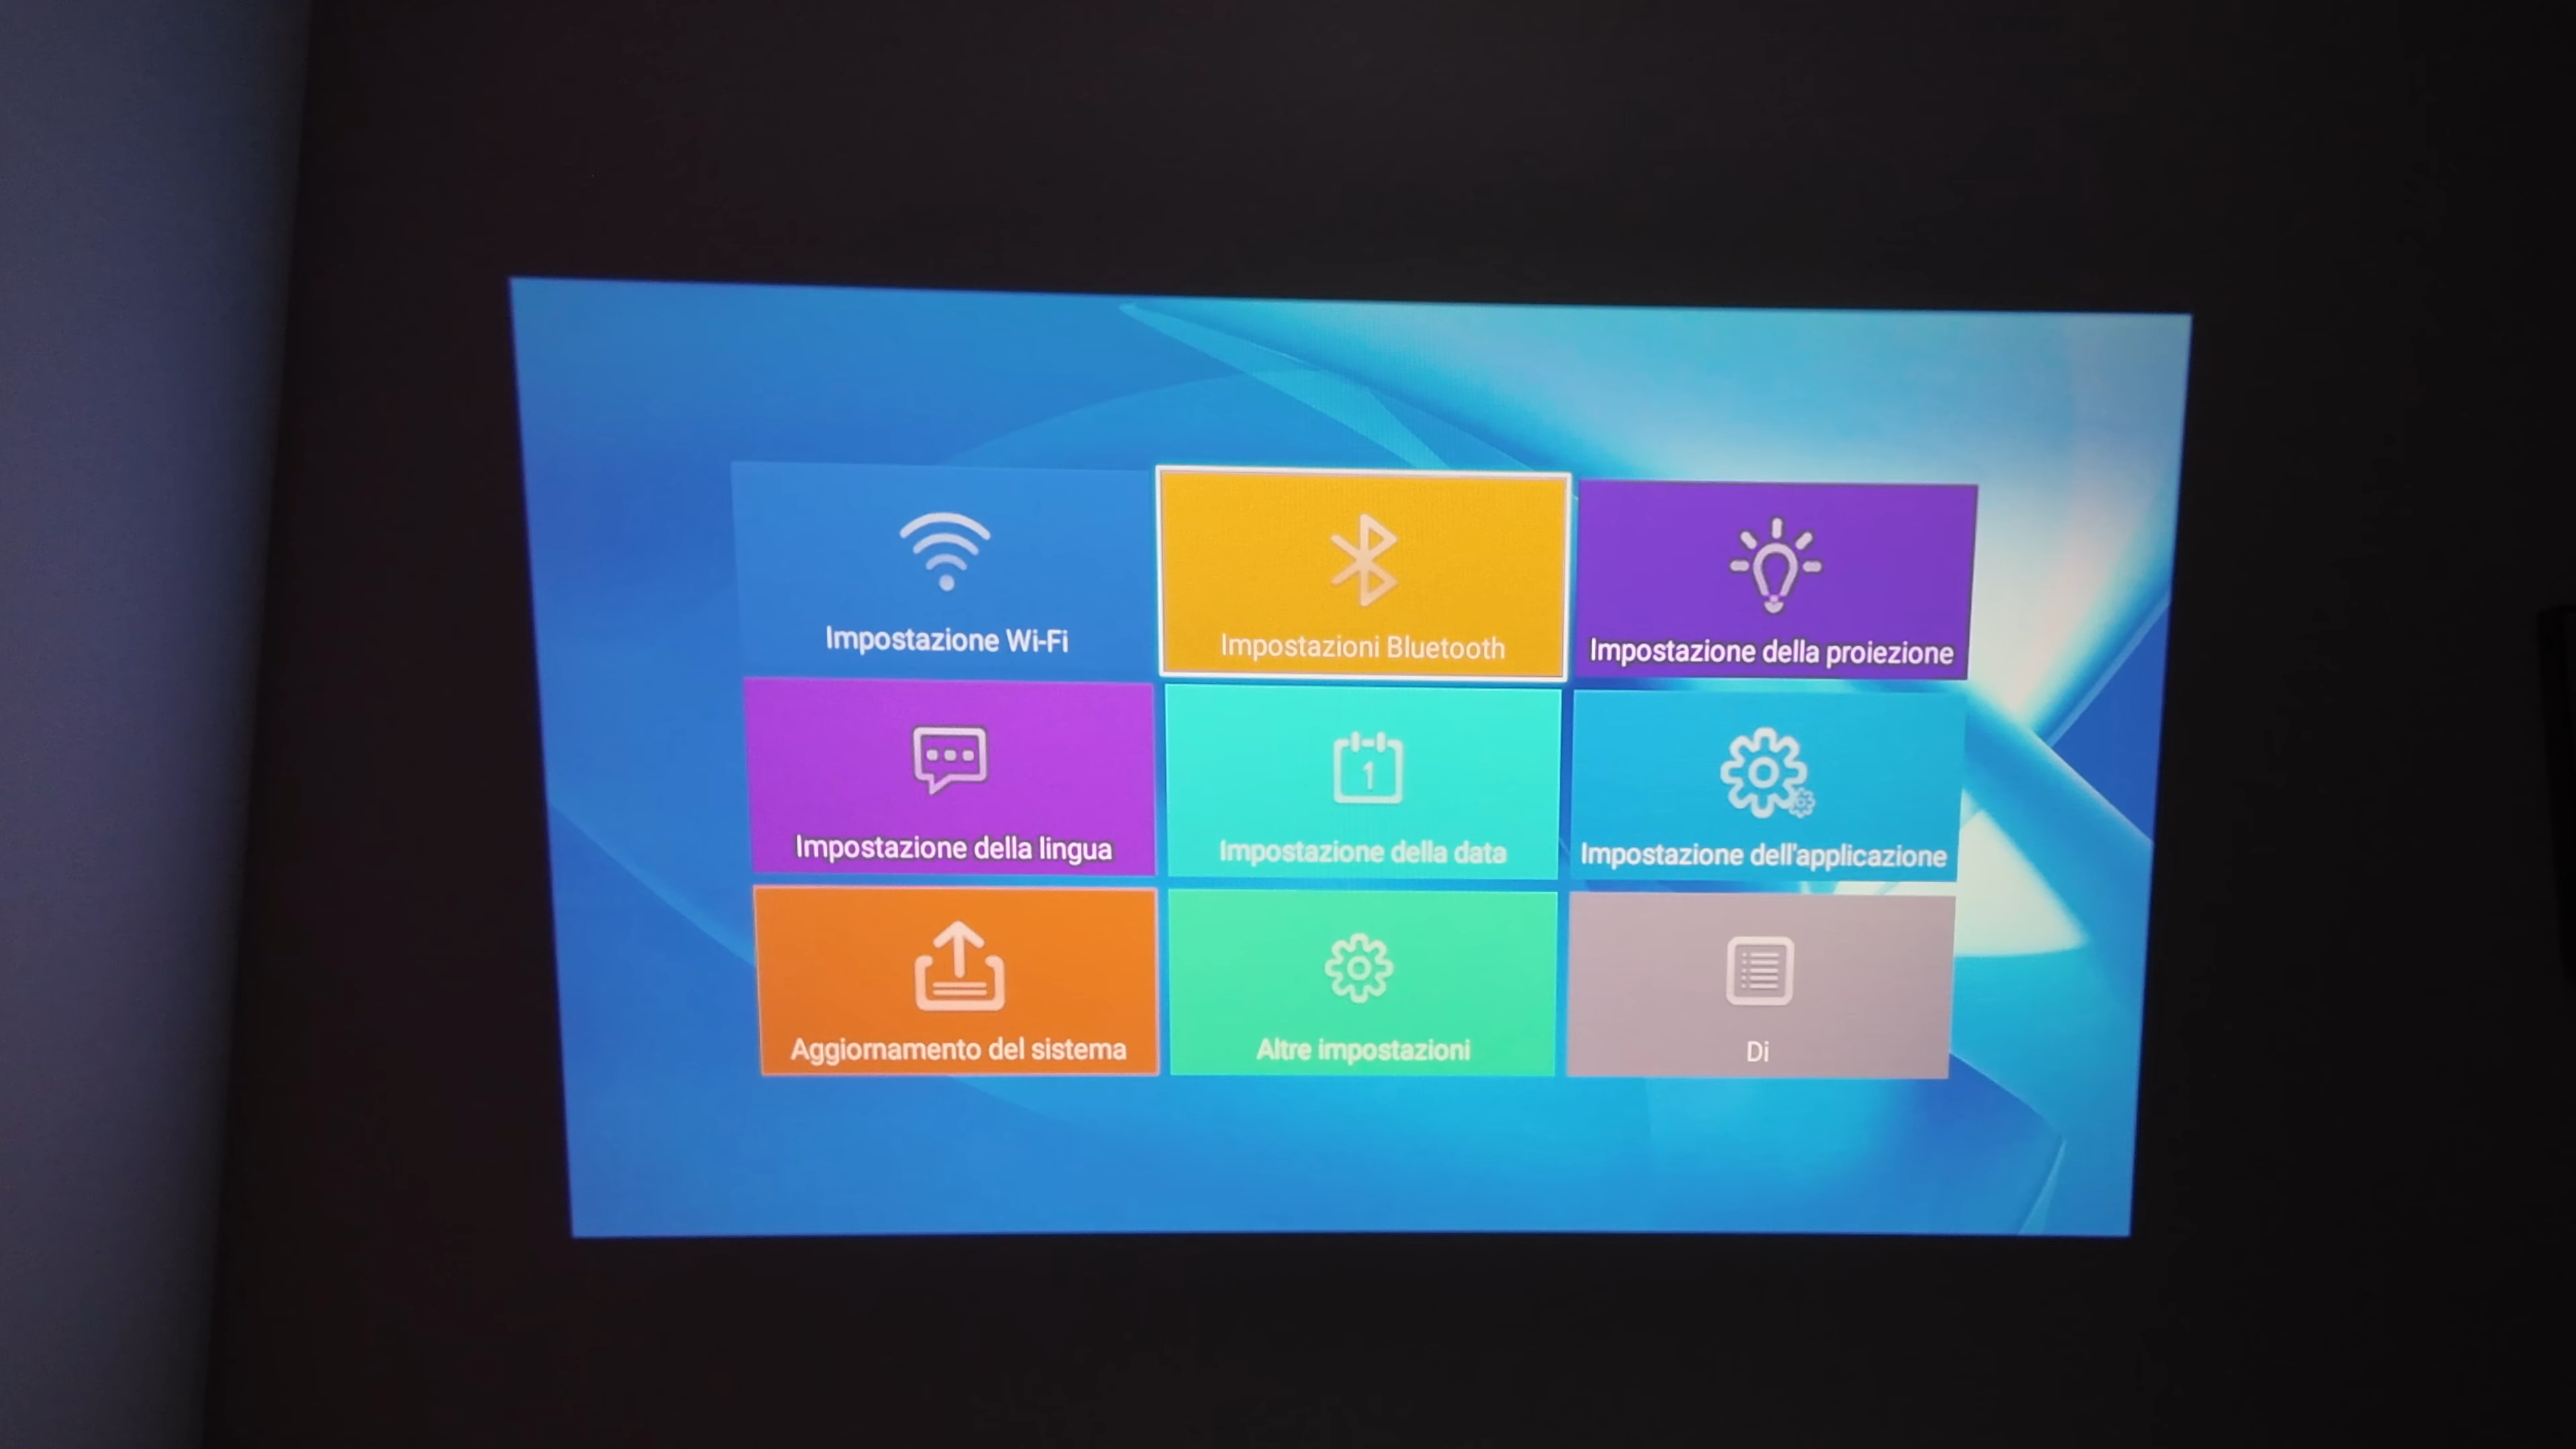 Impostazione Wi-Fi
Impostazioni Bluetooth
Impostazione della proiezione
Impostazione della lingua
1
Impostazione della data
Impostazione dell'applicazione
Aggiornamento del sistema
Altre impostazioni
Di